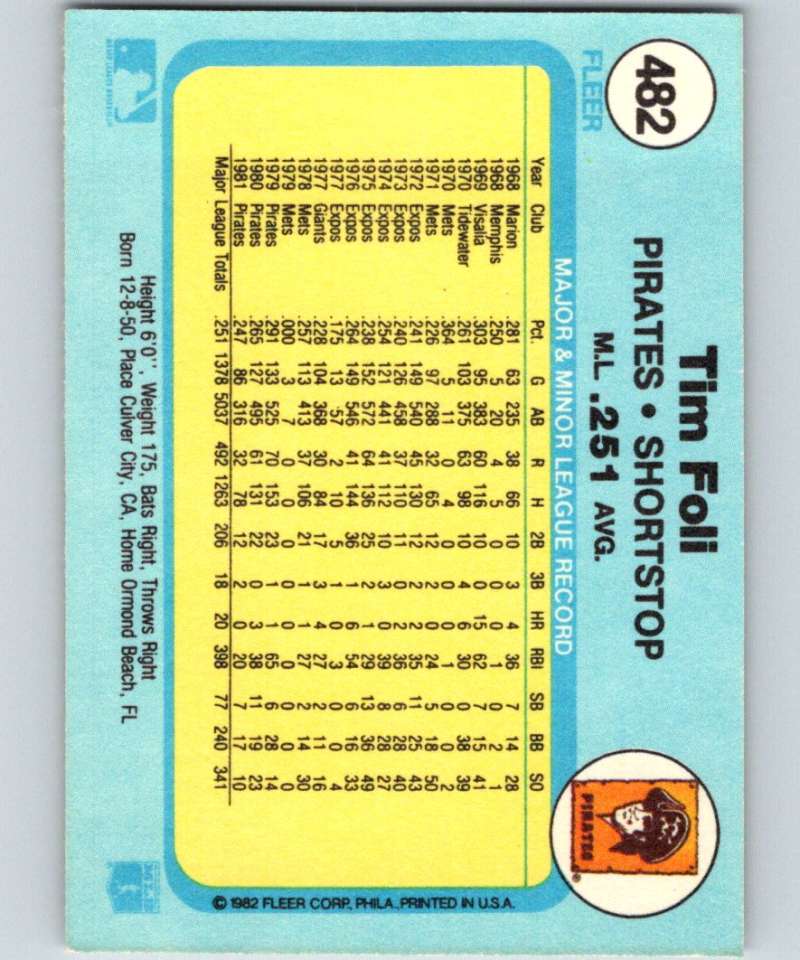 482
FLEER
Tim Foli
PIRATES • SHORTSTOP
M.L. .251 AVG.
PIRATES
®
MAJOR & MINOR LEAGUE RECORD
Year Club Pct. G AB R H 2B 3B HR RBI SB BB SO
1968 Marion .281 63 235 38 66 10 3 4 36 7 14 28
1968 Memphis .250 5 20 4 5 0 0 0 1 0 2 1
1969 Visalia .303 95 383 60 116 10 0 15 62 7 15 41
1970 Tidewater .261 103 375 63 98 10 4 6 30 0 38 39
1970 Mets .364 5 11 0 4 0 0 0 1 0 0 2
1971 Mets .226 97 288 32 65 12 2 0 24 5 18 50
1972 Expos .241 149 540 45 130 12 2 2 35 11 25 43
1973 Expos .240 126 458 37 110 11 0 2 36 6 28 40
1974 Expos .254 121 441 41 112 10 3 0 39 8 28 27
1975 Expos .238 152 572 64 136 25 2 1 29 13 36 49
1976 Expos .264 149 546 41 144 36 1 6 54 6 16 33
1977 Expos .175 13 57 2 10 5 1 0 3 0 0 4
1977 Giants .228 104 368 30 84 17 3 4 27 2 11 16
1978 Mets .257 113 413 37 106 21 1 1 27 2 14 30
1979 Mets .000 3 7 0 0 0 0 0 0 0 0 0
1979 Pirates .291 133 525 70 153 23 1 1 65 6 28 14
1980 Pirates .265 127 495 61 131 22 0 3 38 11 19 23
1981 Pirates .247 86 316 32 78 12 2 0 20 7 17 10
Major League Totals .251 1378 5037 492 1263 206 18 20 398 77 240 341
© 1982 FLEER CORP., PHILA., PRINTED IN U.S.A.
Height 6'0", Weight 175, Bats Right, Throws Right
Born 12-8-50, Place Culver City, CA, Home Ormond Beach, FL